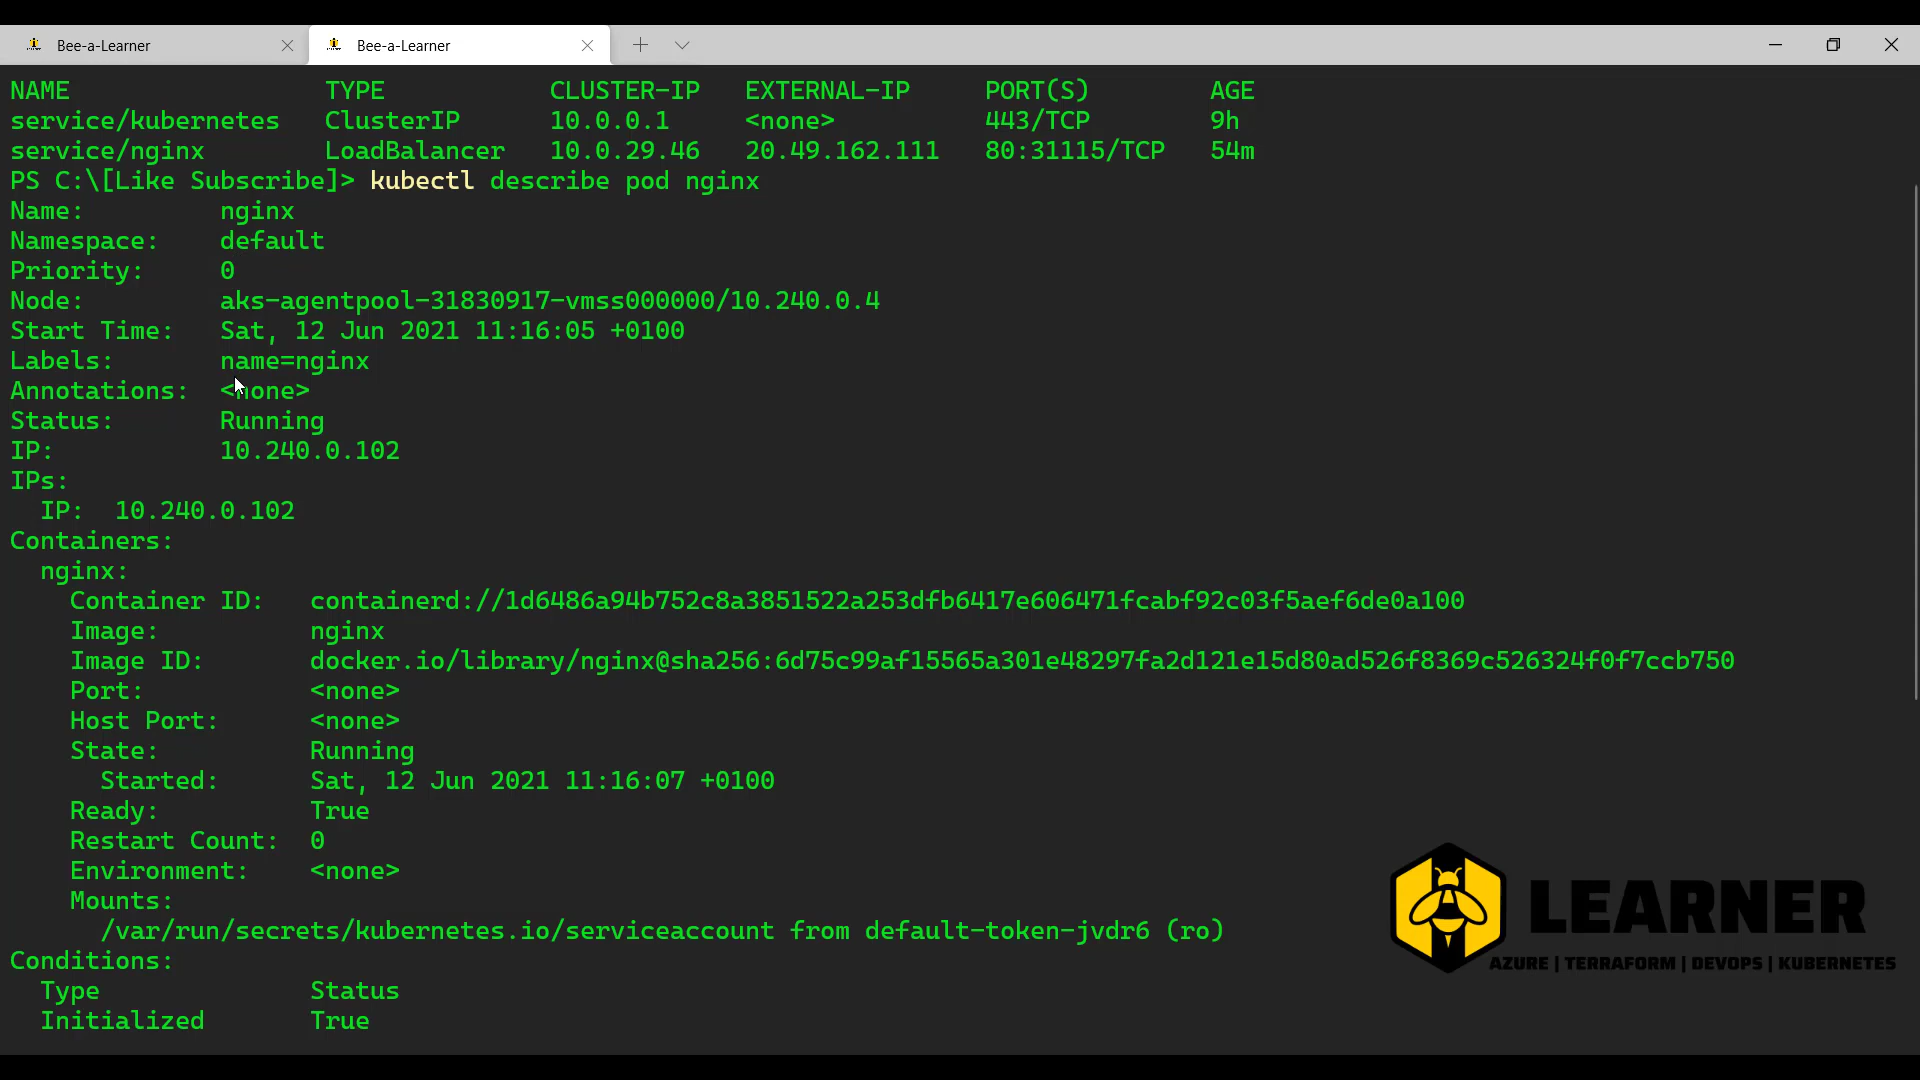 Bee-a-Learner Bee-a-Learner
NAME TYPE CLUSTER-IP EXTERNAL-IP PORT(S) AGE
service/kubernetes ClusterIP 10.0.0.1 <none> 443/TCP 9h
service/nginx LoadBalancer 10.0.29.46 20.49.162.111 80:31115/TCP 54m
PS C:\[Like Subscribe]> kubectl describe pod nginx
Name: nginx
Namespace: default
Priority: 0
Node: aks-agentpool-31830917-vmss000000/10.240.0.4
Start Time: Sat, 12 Jun 2021 11:16:05 +0100
Labels: name=nginx
Annotations: <none>
Status: Running
IP: 10.240.0.102
IPs:
IP: 10.240.0.102
Containers:
nginx:
Container ID: containerd://1d6486a94b752c8a3851522a253dfb6417e606471fcabf92c03f5aef6de0a100
Image: nginx
Image ID: docker.io/library/nginx@sha256:6d75c99af15565a301e48297fa2d121e15d80ad526f8369c526324f0f7ccb750
Port: <none>
Host Port: <none>
State: Running
Started: Sat, 12 Jun 2021 11:16:07 +0100
Ready: True
Restart Count: 0
Environment: <none>
Mounts:
/var/run/secrets/kubernetes.io/serviceaccount from default-token-jvdr6 (ro)
Conditions:
Type Status
Initialized True
LEARNER
AZURE | TERRAFORM | DEVOPS | KUBERNETES